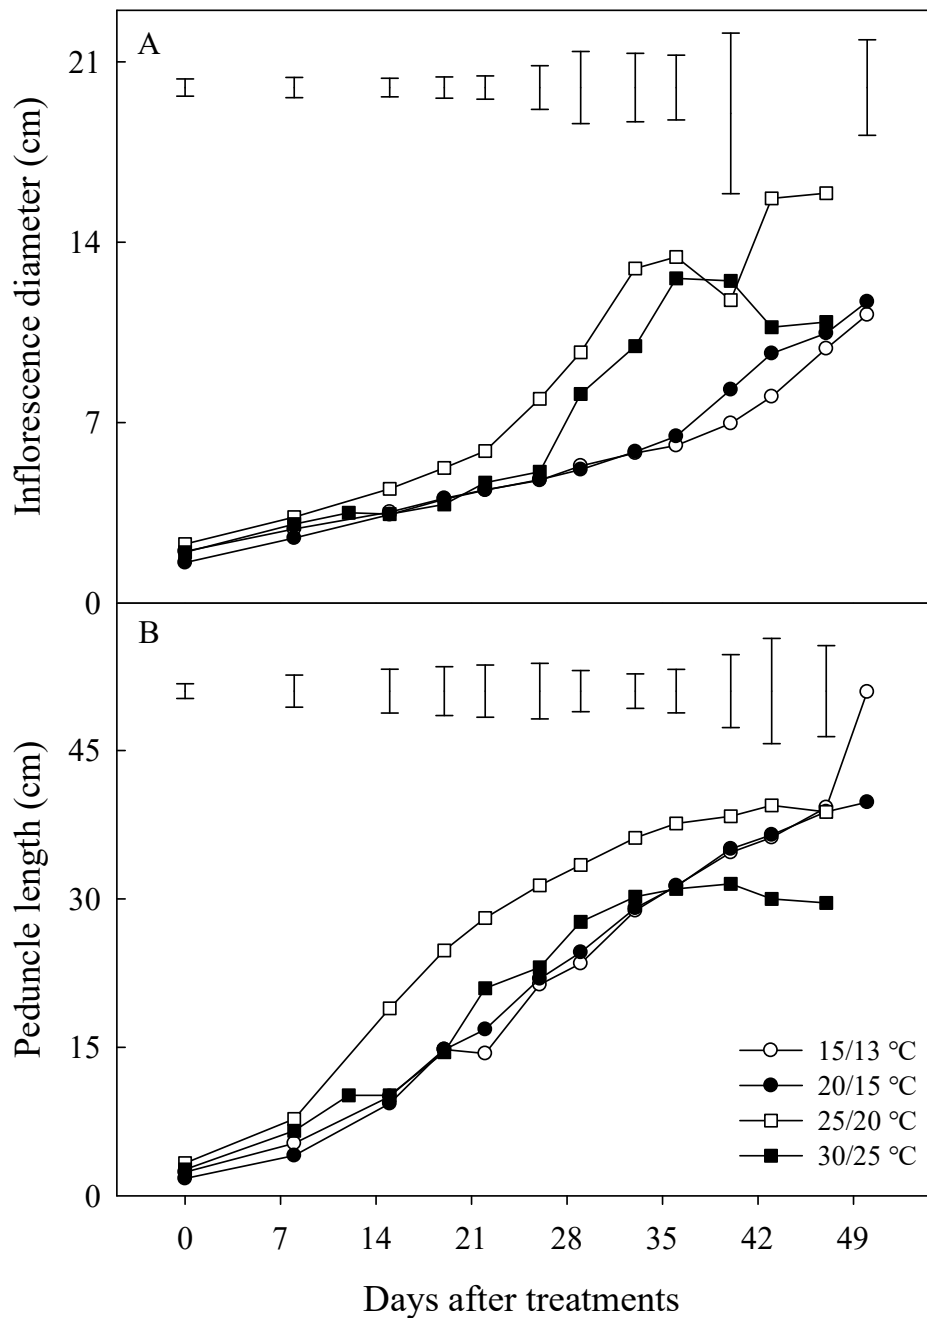 A
21
14
7
0
Inflorescence diameter (cm)
B
45
30
15
0
Peduncle length (cm)
15/13 °C
20/15 °C
25/20 °C
30/25 °C
0 7 14 21 28 35 42 49
Days after treatments